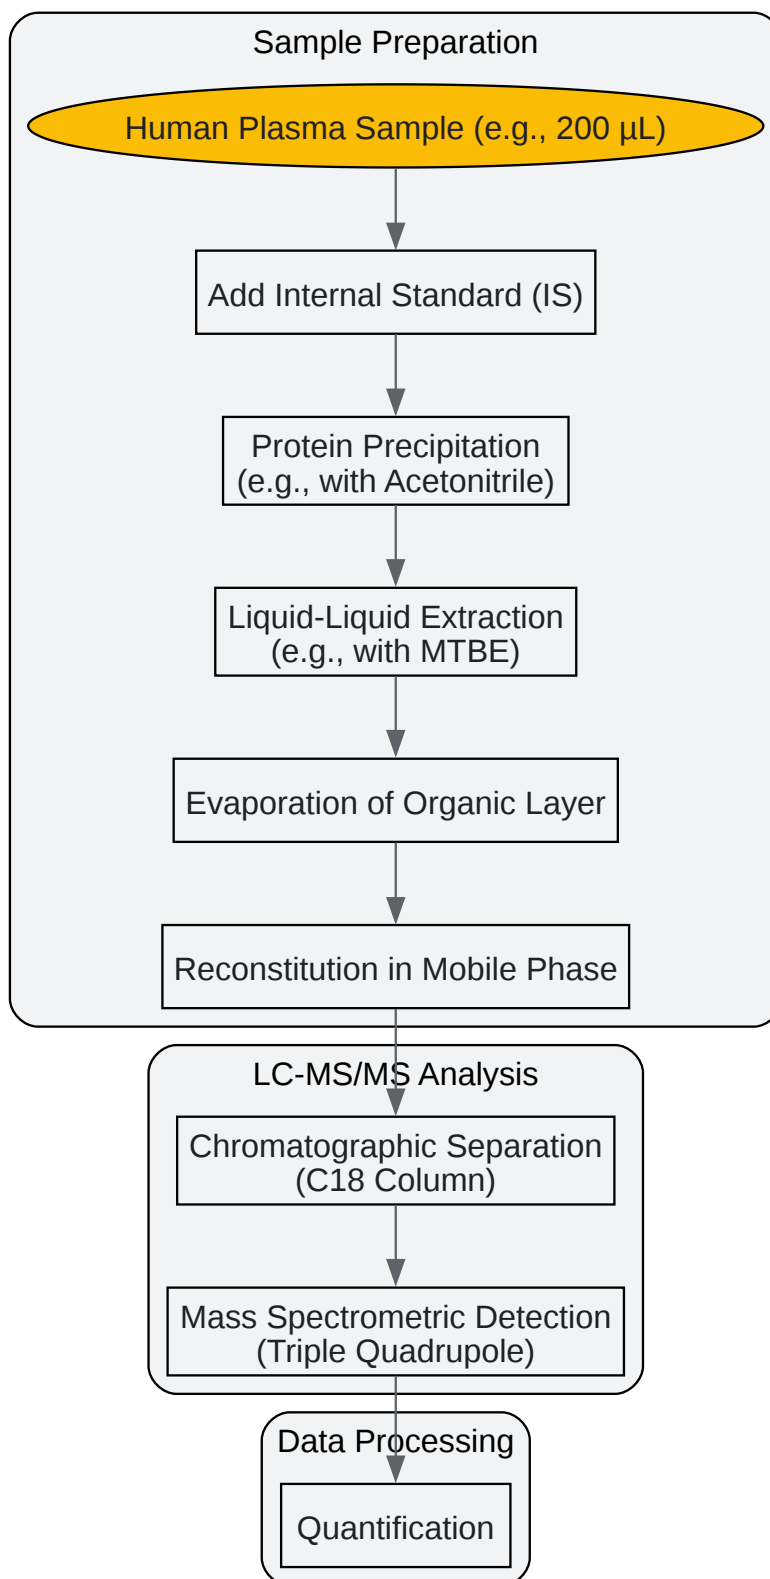 Sample Preparation
Human Plasma Sample (e.g., 200 µL)
Add Internal Standard (IS)
Protein Precipitation
(e.g., with Acetonitrile)
Liquid-Liquid Extraction
(e.g., with MTBE)
Evaporation of Organic Layer
Reconstitution in Mobile Phase
LC-MS/MS Analysis
Chromatographic Separation
(C18 Column)
Mass Spectrometric Detection
(Triple Quadrupole)
Data Processing
Quantification